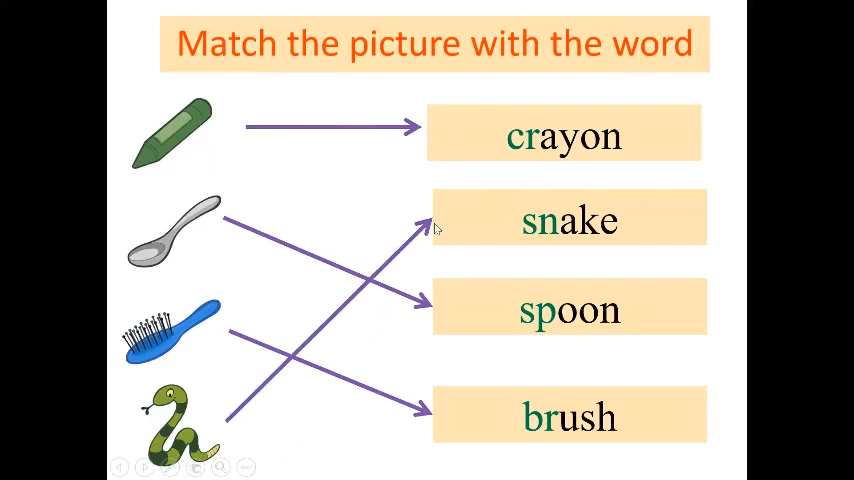 Match the picture with the word
crayon
snake
spoon
brush